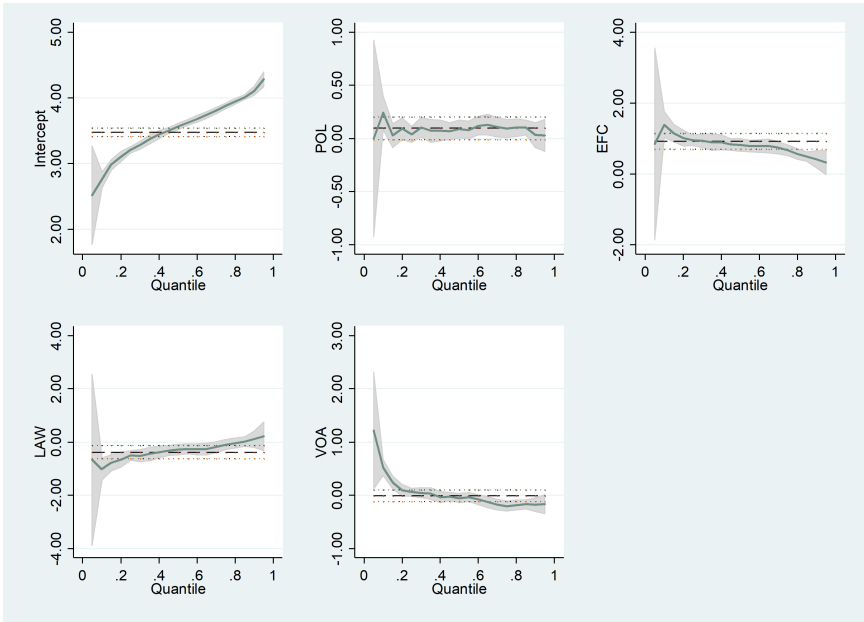 Intercept
5.00
4.00
3.00
2.00
0 .2 .4 .6 .8 1
Quantile
POL
1.00
0.50
0.00
-0.50
-1.00
0 .2 .4 .6 .8 1
Quantile
EFC
4.00
2.00
0.00
-2.00
0 .2 .4 .6 .8 1
Quantile
LAW
4.00
2.00
0.00
-2.00
-4.00
0 .2 .4 .6 .8 1
Quantile
VOA
3.00
2.00
1.00
0.00
-1.00
0 .2 .4 .6 .8 1
Quantile